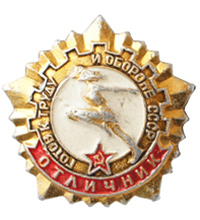 ГОТОВ К ТРУДУ И ОБОРОНЕ СССР
ОТЛИЧНИК